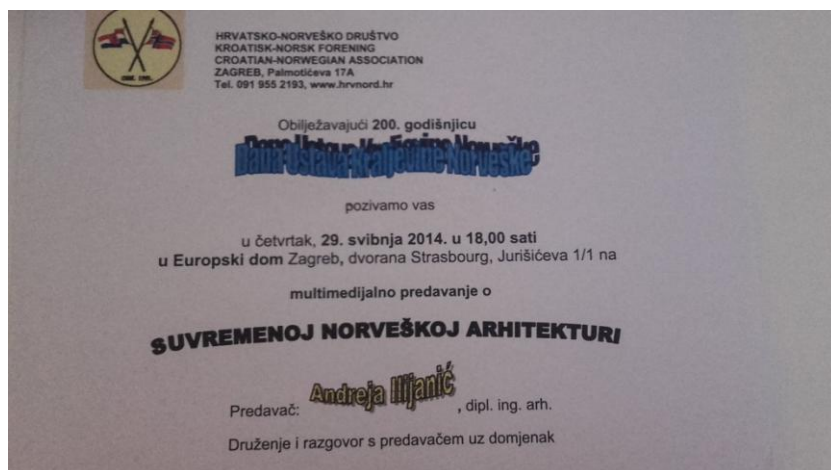 HRVATSKO-NORVEŠKO DRUŠTVO
KROATISK-NORSK FORENING
CROATIAN-NORWEGIAN ASSOCIATION
ZAGREB, Palmotićeva 17A
Tel. 091 955 2193, www.hrvnord.hr
Obilježavajući 200. godišnjicu
Dana Ustava Kraljevine Norveške
pozivamo vas
u četvrtak, 29. svibnja 2014. u 18,00 sati
u Europski dom Zagreb, dvorana Strasbourg, Jurišićeva 1/1 na
multimedijalno predavanje o
SUVREMENOJ NORVEŠKOJ ARHITEKTURI
Predavač: Andreja Ilijanić, dipl. ing. arh.
Druženje i razgovor s predavačem uz domjenak